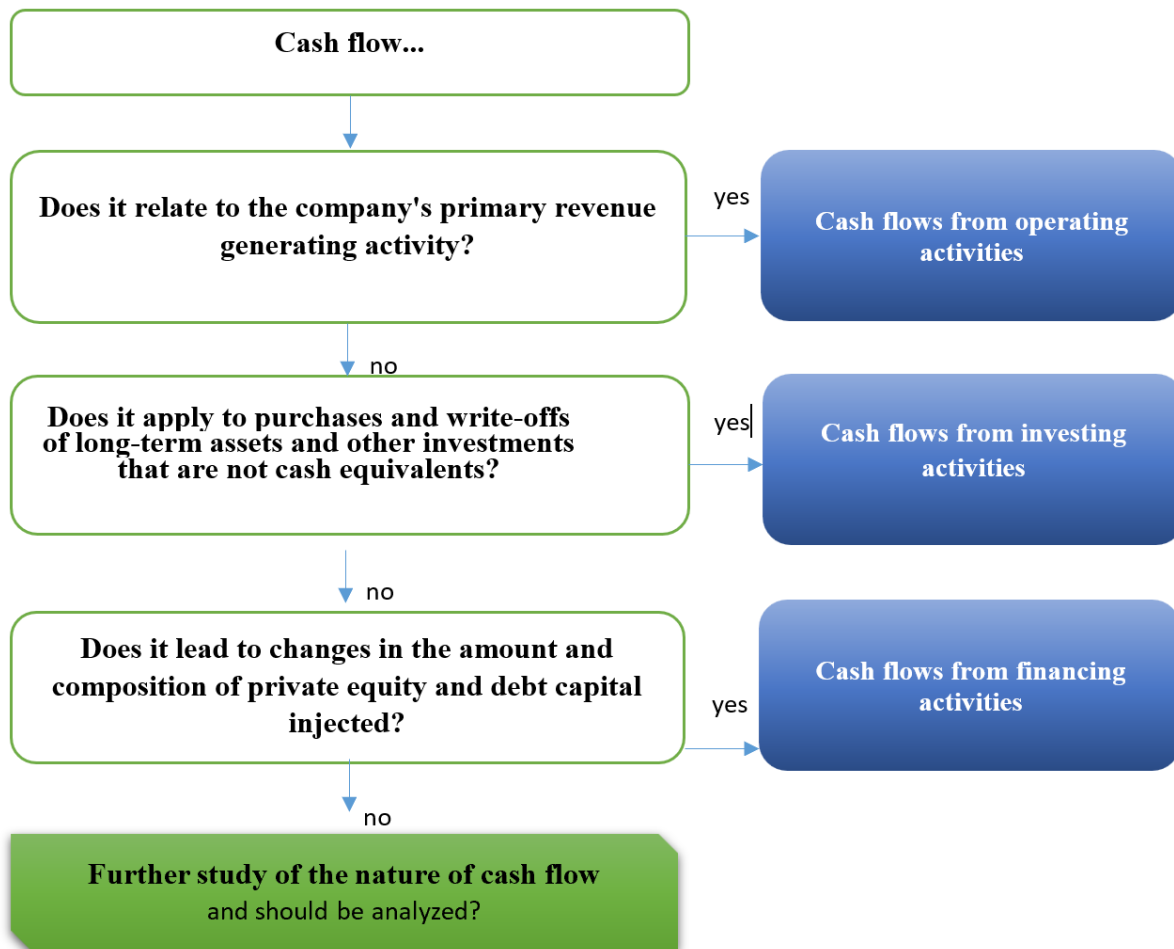 Cash flow...
Does it relate to the company's primary revenue
generating activity?
yes
Cash flows from operating
activities
no
Does it apply to purchases and write-offs
of long-term assets and other investments
that are not cash equivalents?
yes
Cash flows from investing
activities
no
Does it lead to changes in the amount and
composition of private equity and debt capital
injected?
yes
Cash flows from financing
activities
no
Further study of the nature of cash flow
and should be analyzed?